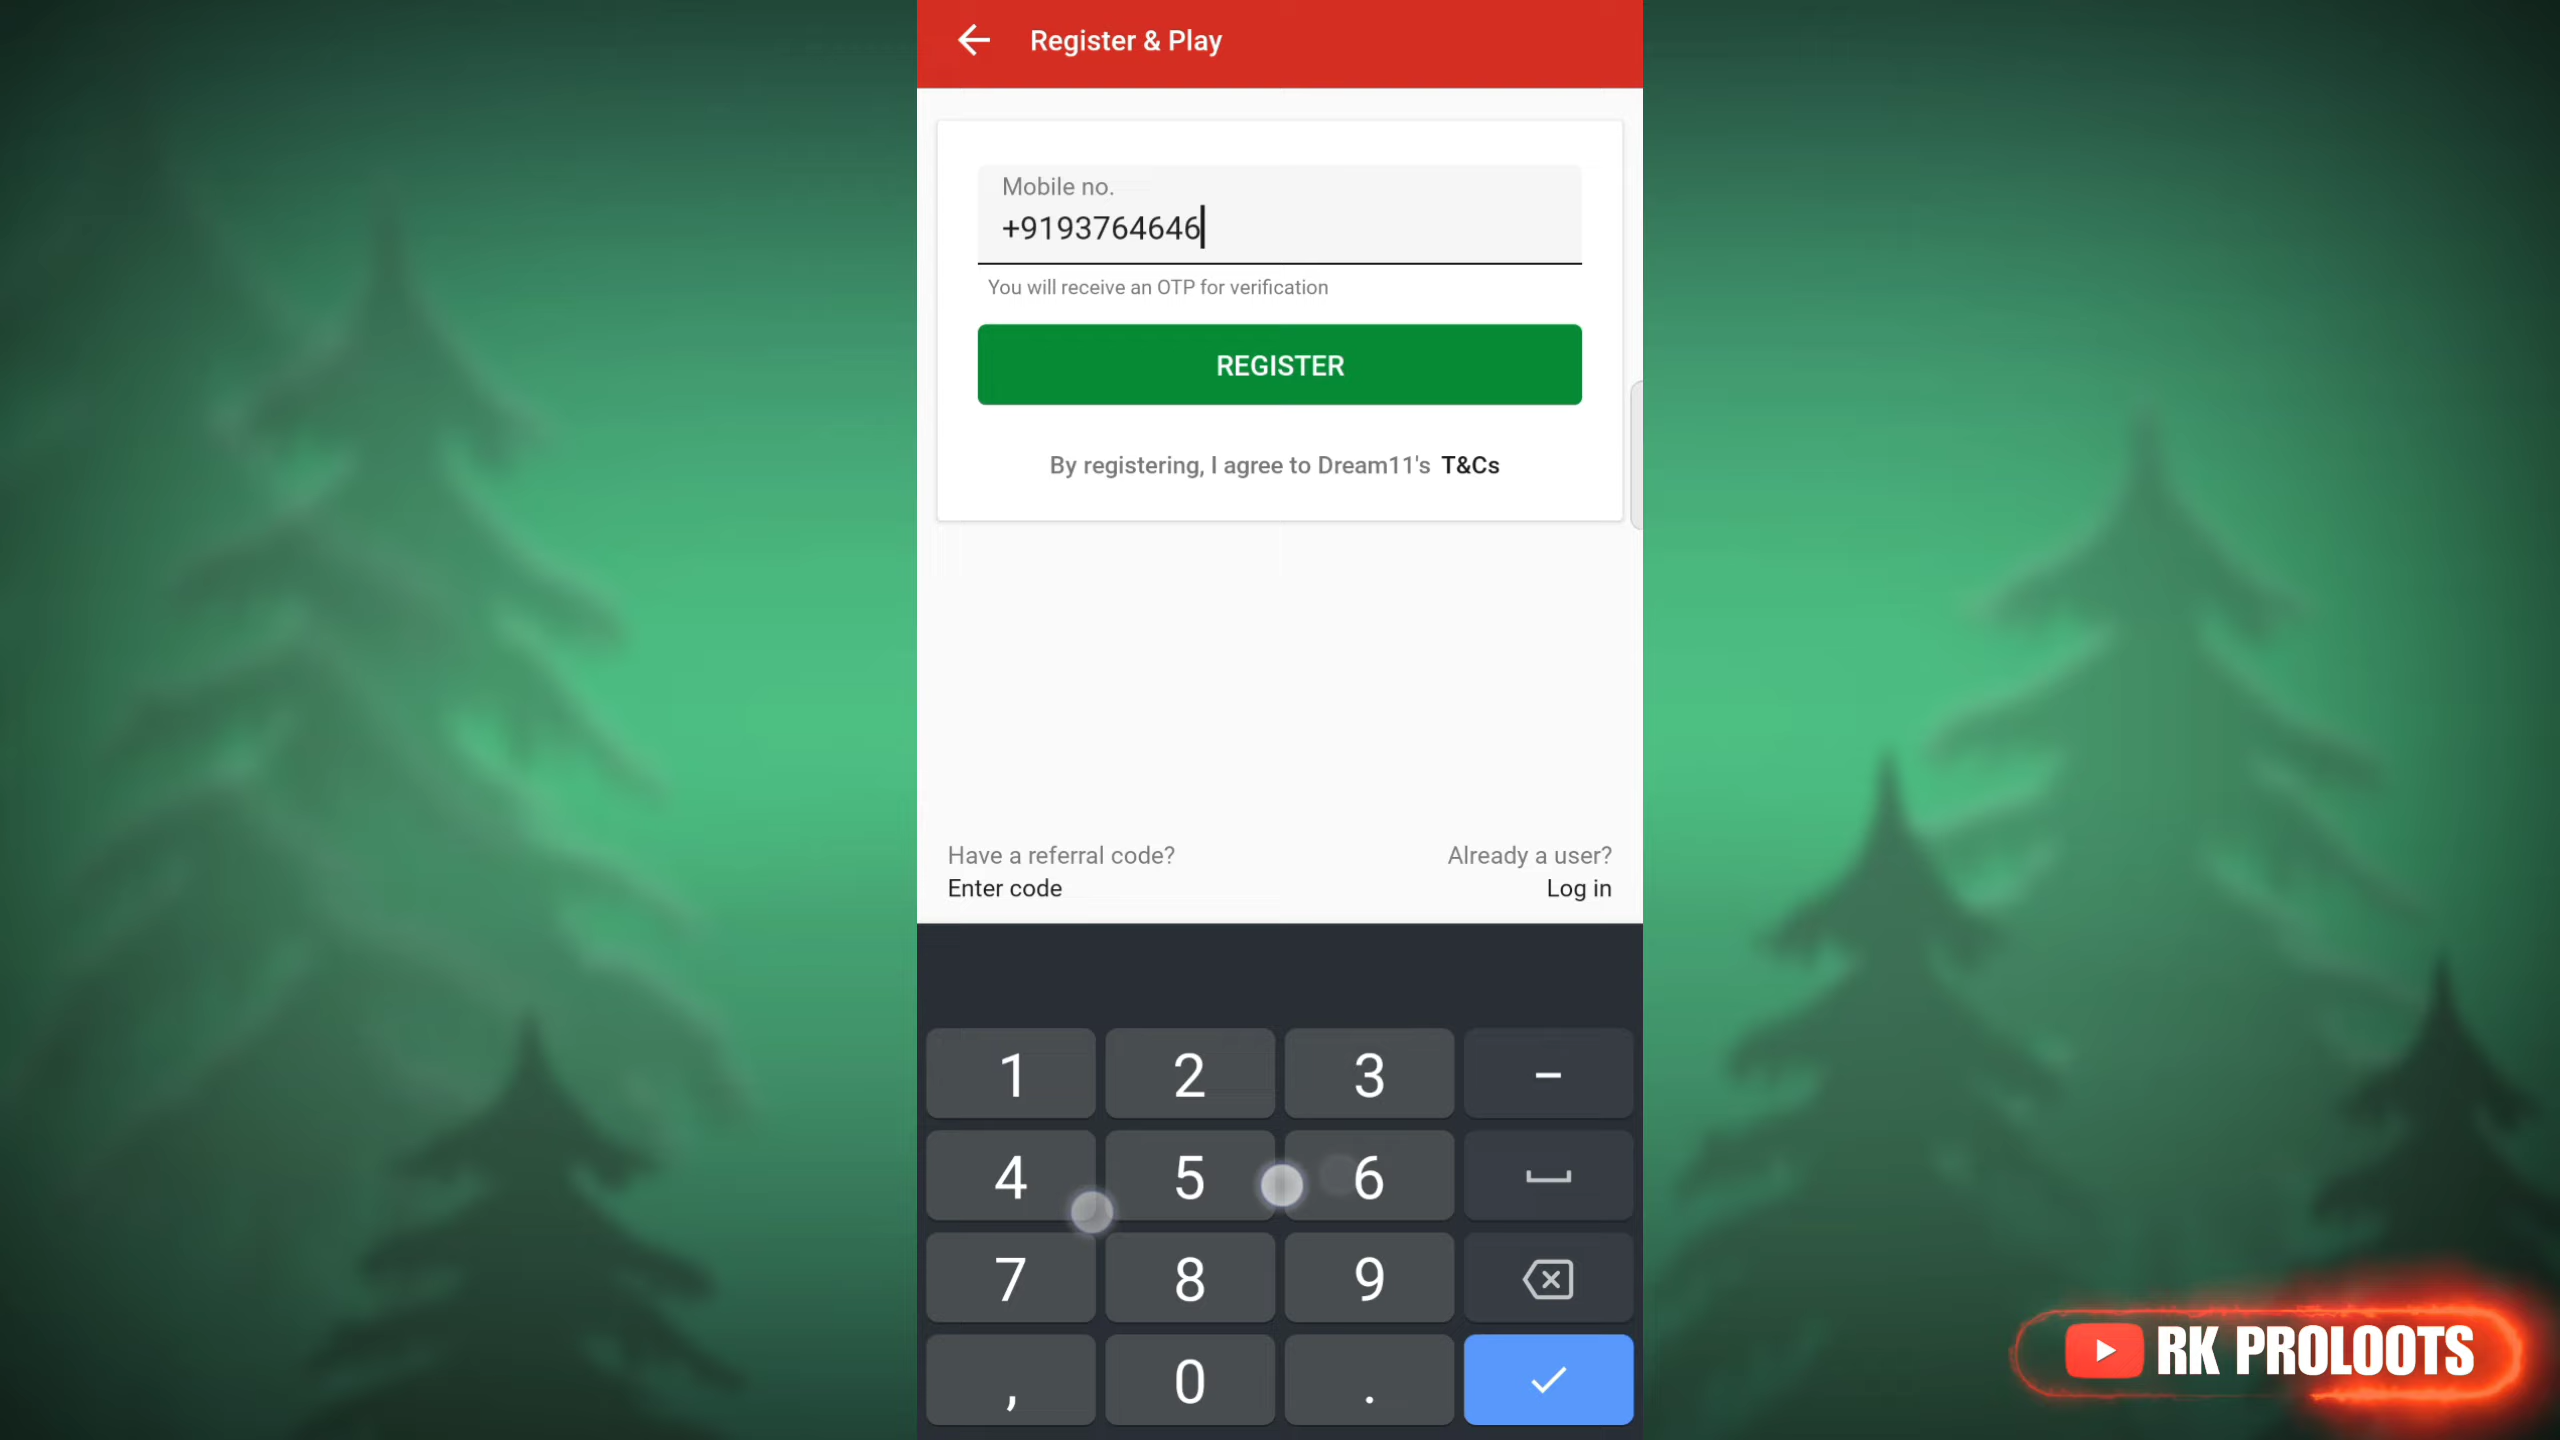 Register & Play
Mobile no.
+9193764646
You will receive an OTP for verification
REGISTER
By registering, I agree to Dream11's T&Cs
Have a referral code?
Enter code
Already a user?
Log in
1 2 3 –
4 5 6
7 8 9
, 0 .
RK PROLOOTS